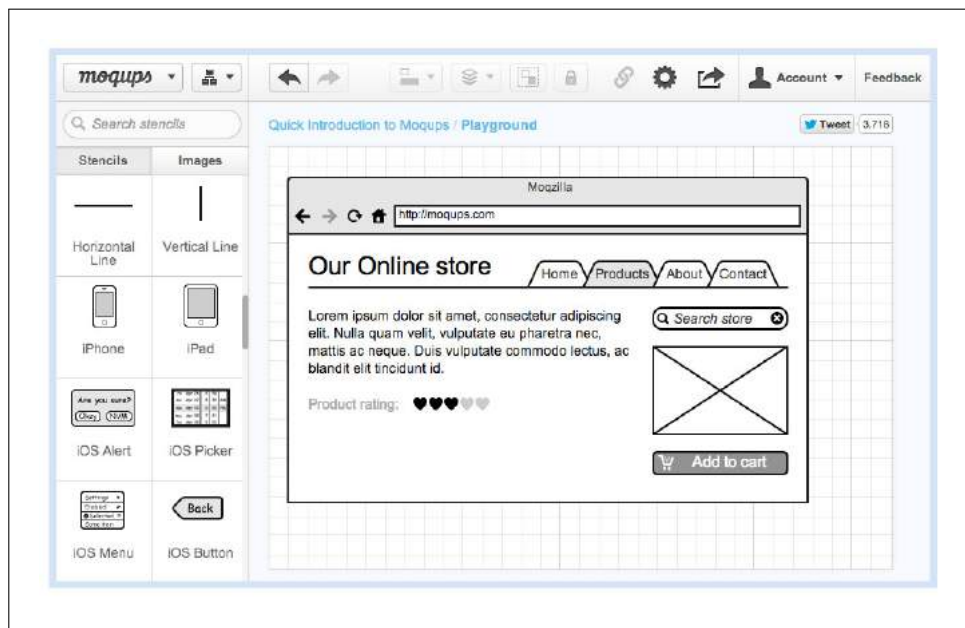 moqups
Account
Feedback
Search stencils
Quick Introduction to Moqups / Playground
Tweet
3,716
Stencils
Images
Horizontal
Line
Vertical Line
iPhone
iPad
Are you sure?
Okay
NVM
iOS Alert
iOS Picker
Settings
iOS Menu
Back
iOS Button
Moqzilla
http://moqups.com
Our Online store
Home
Products
About
Contact
Lorem ipsum dolor sit amet, consectetur adipiscing
elit. Nulla quam velit, vulputate eu pharetra nec,
mattis ac neque. Duis vulputate commodo lectus, ac
blandit elit tincidunt id.
Product rating:
Search store
Add to cart